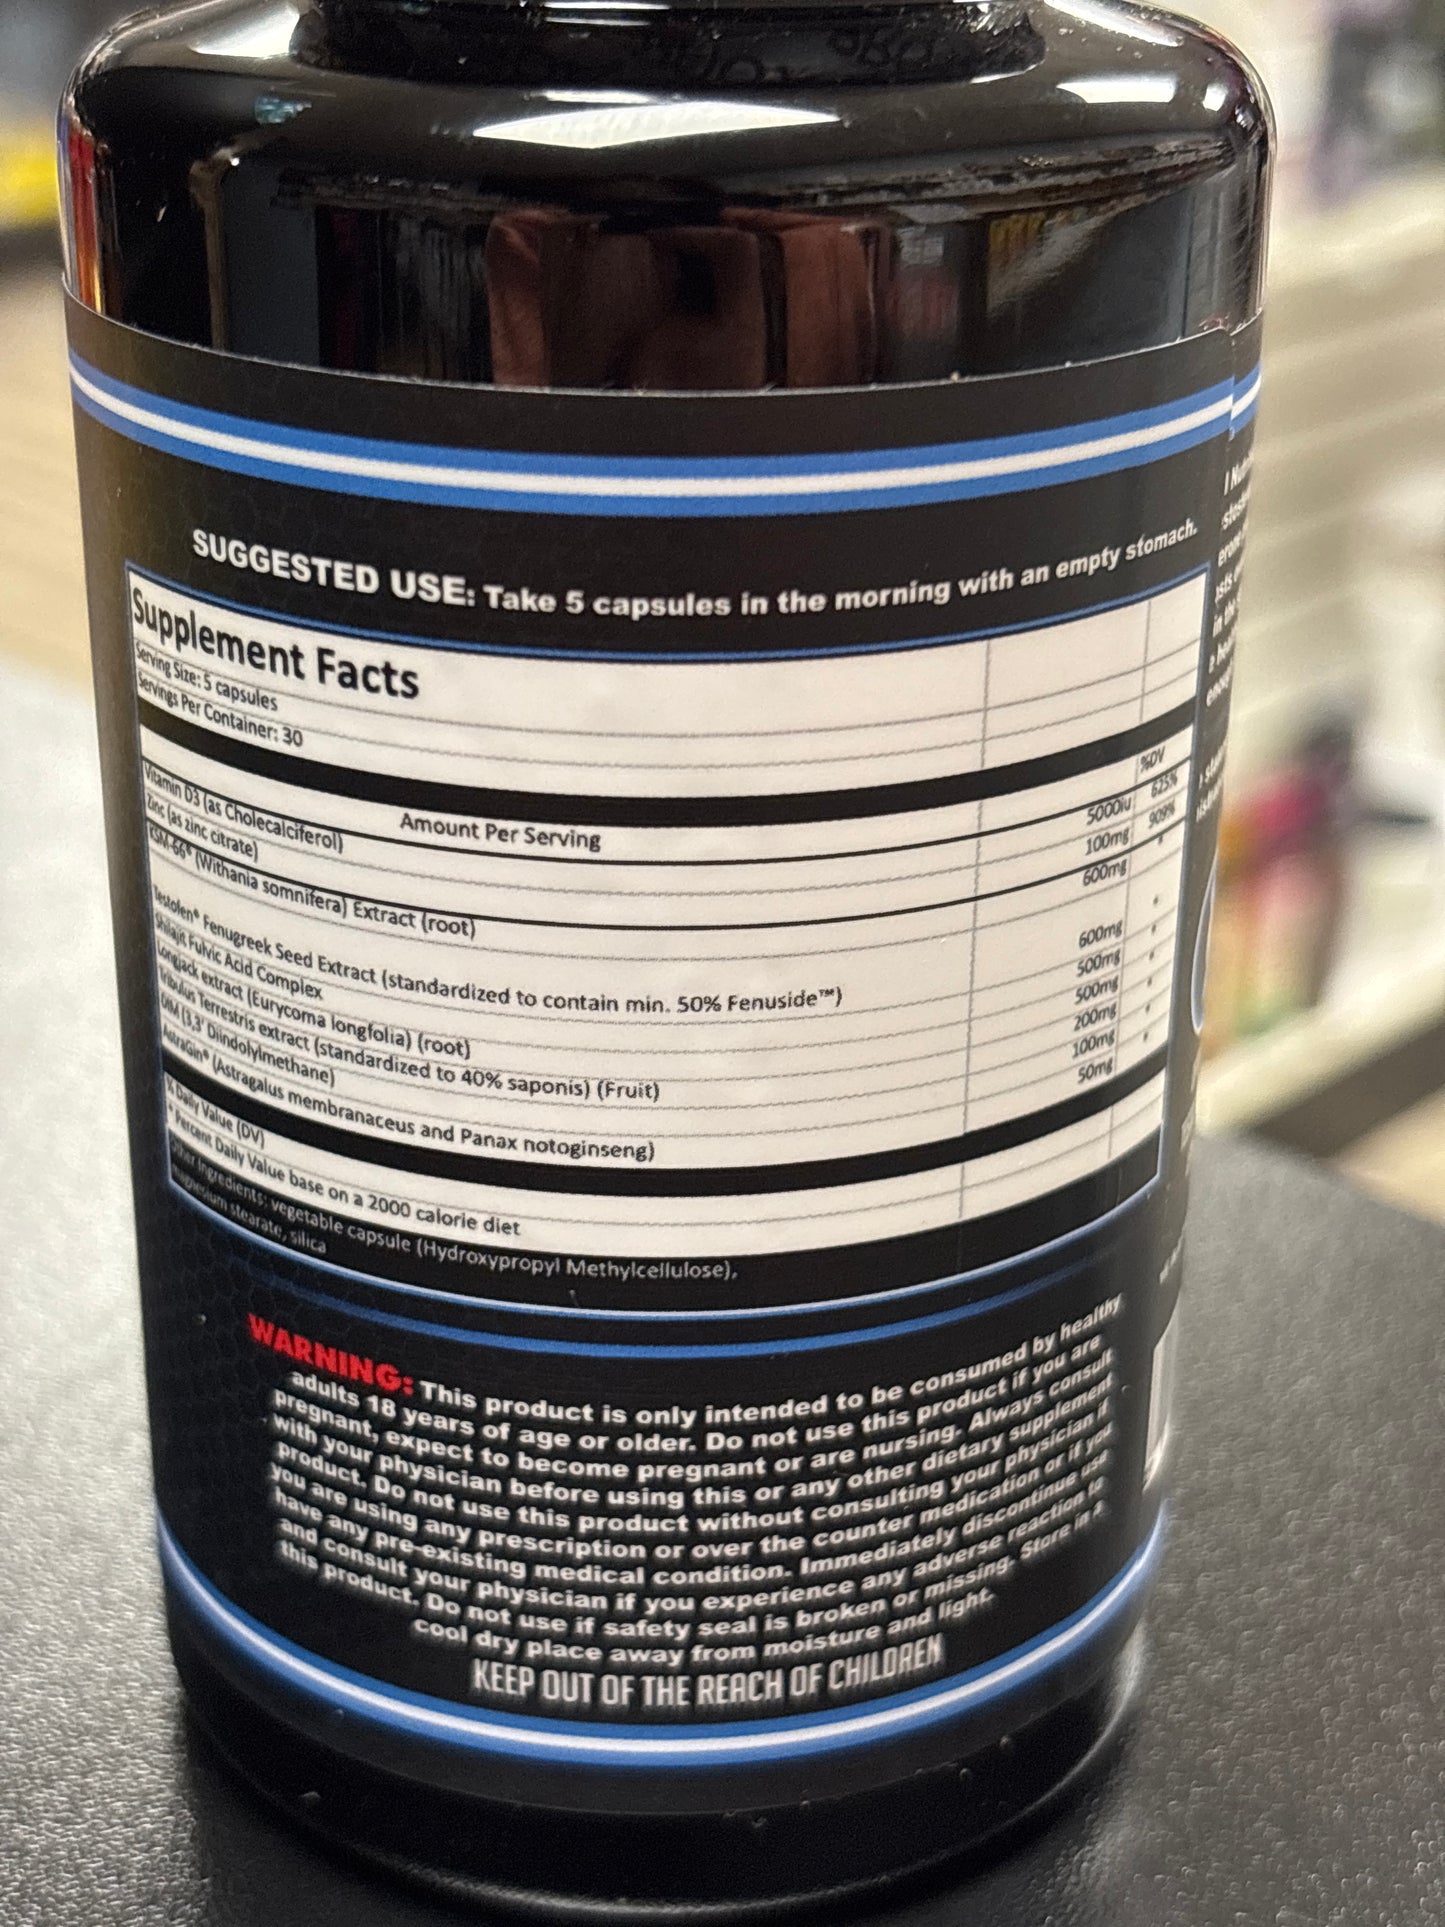 SUGGESTED USE: Take 5 capsules in the morning with an empty stomach.
Supplement Facts
Serving Size: 5 capsules
Servings Per Container: 30
Amount Per Serving %DV
Vitamin D3 (as Cholecalciferol) 5000iu 625%
Zinc (as zinc citrate) 100mg 909%
KSM-66® (Withania somnifera) Extract (root) 600mg *
Testofen® Fenugreek Seed Extract (standardized to contain min. 50% Fenuside™) 600mg *
Shilajit Fulvic Acid Complex 500mg *
Longjack extract (Eurycoma longfolia) (root) 500mg *
Tribulus Terrestris extract (standardized to 40% saponis) (Fruit) 200mg *
DIM (3,3' Diindolylmethane) 100mg *
AstraGin® (Astragalus membranaceus and Panax notoginseng) 50mg
% Daily Value (DV)
* Percent Daily Value base on a 2000 calorie diet
Other Ingredients: vegetable capsule (Hydroxypropyl Methylcellulose),
magnesium stearate, silica
WARNING: This product is only intended to be consumed by healthy
adults 18 years of age or older. Do not use this product if you are
pregnant, expect to become pregnant or are nursing. Always consult
with your physician before using this or any other dietary supplement
product. Do not use this product without consulting your physician if
you are using any prescription or over the counter medication or if you
have any pre-existing medical condition. Immediately discontinue use
and consult your physician if you experience any adverse reaction to
this product. Do not use if safety seal is broken or missing. Store in a
cool dry place away from moisture and light.
KEEP OUT OF THE REACH OF CHILDREN